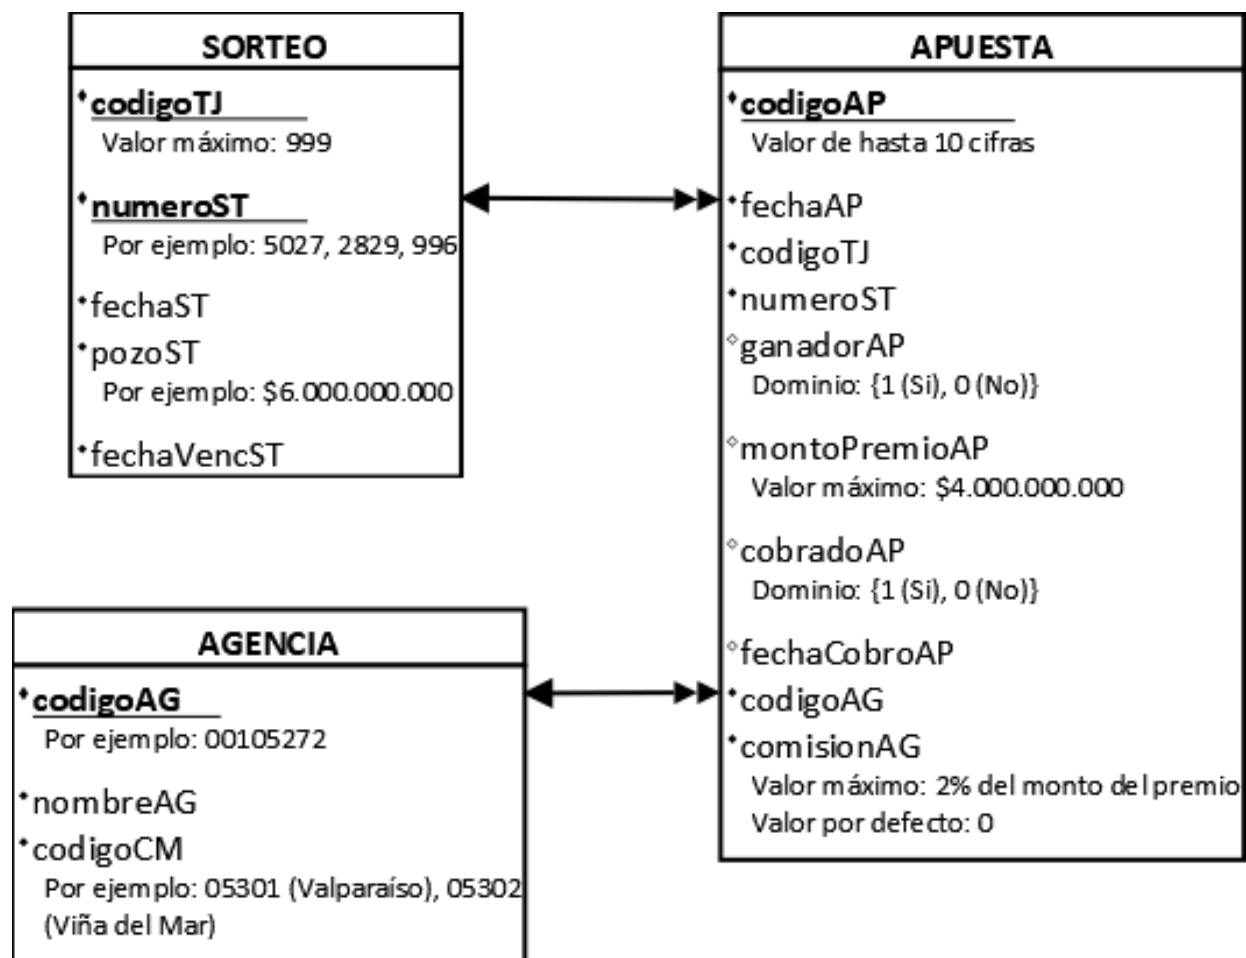 SORTEO
codigoTJ
Valor máximo: 999
numeroST
Por ejemplo: 5027, 2829, 996
fechaST
pozoST
Por ejemplo: $6.000.000.000
fechaVencST
APUESTA
codigoAP
Valor de hasta 10 cifras
fechaAP
codigoTJ
numeroST
ganadorAP
Dominio: {1 (Si), 0 (No)}
montoPremioAP
Valor máximo: $4.000.000.000
cobradoAP
Dominio: {1 (Si), 0 (No)}
fechaCobroAP
codigoAG
comisionAG
Valor máximo: 2% del monto del premio
Valor por defecto: 0
AGENCIA
codigoAG
Por ejemplo: 00105272
nombreAG
codigoCM
Por ejemplo: 05301 (Valparaíso), 05302
(Viña del Mar)